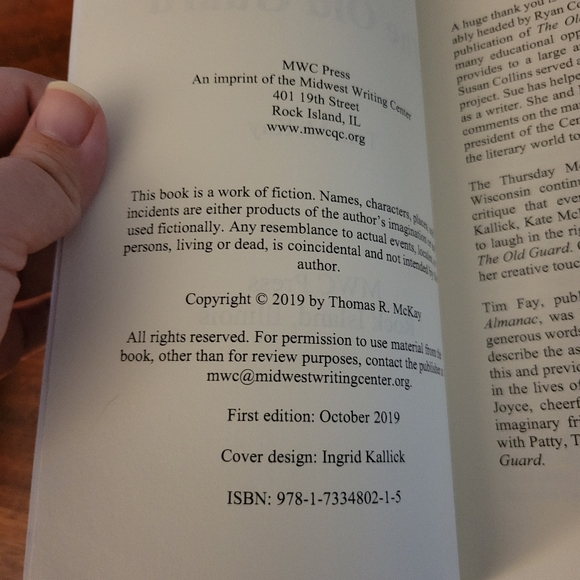 MWC Press
An imprint of the Midwest Writing Center
401 19th Street
Rock Island, IL
www.mwcqc.org
This book is a work of fiction. Names, characters, places,
incidents are either products of the author's imagination
used fictionally. Any resemblance to actual events,
persons, living or dead, is coincidental and not intended by
author.
Copyright © 2019 by Thomas R. McKay
All rights reserved. For permission to use material from
book, other than for review purposes, contact the publisher
mwc@midwestwritingcenter.org.
First edition: October 2019
Cover design: Ingrid Kallick
ISBN: 978-1-7334802-1-5
A huge thank you
ably headed by Ryan
publication of The
many educational
provides to a large
Susan Collins served
project. Sue has helped
as a writer. She and
comments on the
president of the
the literary world to
The Thursday
Wisconsin
critique that
Kallick, Kate
to laugh in the
The Old Guard.
her creative
Tim Fay,
Almanac, was
generous words
describe the
this and
in the lives of
Joyce,
imaginary
with Patty,
Guard.